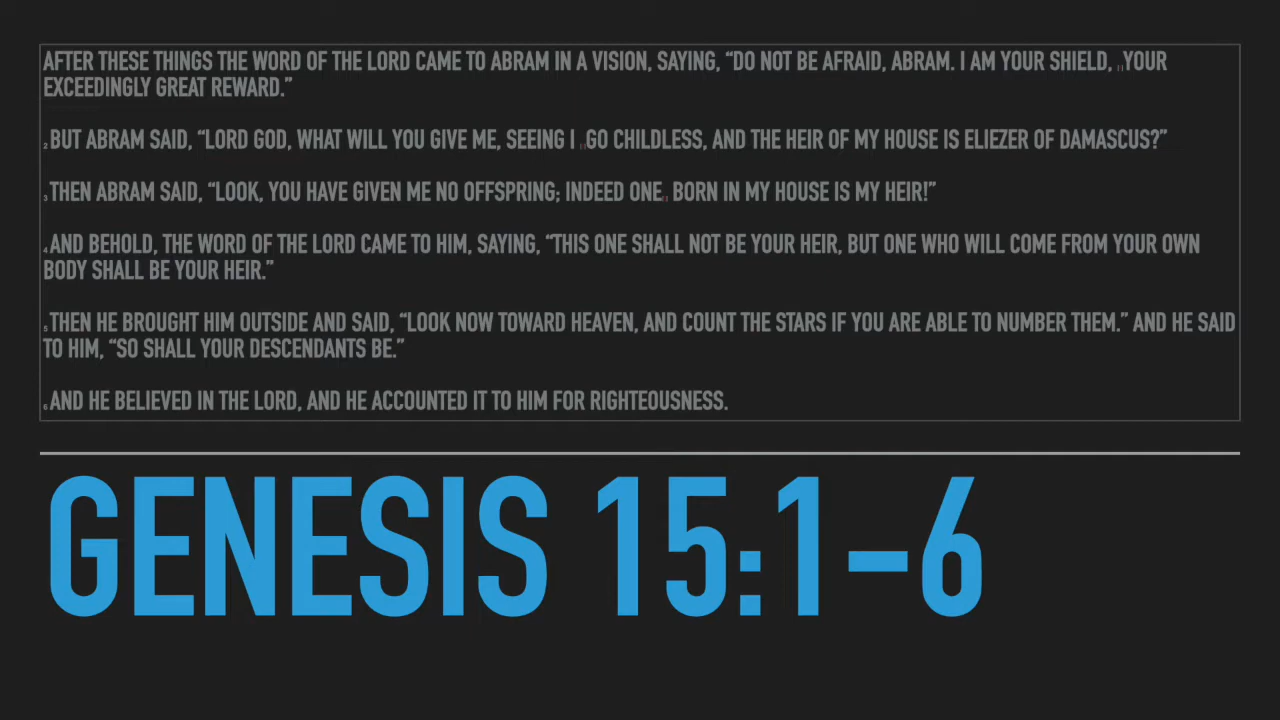 AFTER THESE THINGS THE WORD OF THE LORD CAME TO ABRAM IN A VISION, SAYING, “DO NOT BE AFRAID, ABRAM. I AM YOUR SHIELD, YOUR
EXCEEDINGLY GREAT REWARD.”
2 BUT ABRAM SAID, “LORD GOD, WHAT WILL YOU GIVE ME, SEEING I GO CHILDLESS, AND THE HEIR OF MY HOUSE IS ELIEZER OF DAMASCUS?”
3 THEN ABRAM SAID, “LOOK, YOU HAVE GIVEN ME NO OFFSPRING; INDEED ONE BORN IN MY HOUSE IS MY HEIR!”
4 AND BEHOLD, THE WORD OF THE LORD CAME TO HIM, SAYING, “THIS ONE SHALL NOT BE YOUR HEIR, BUT ONE WHO WILL COME FROM YOUR OWN
BODY SHALL BE YOUR HEIR.”
5 THEN HE BROUGHT HIM OUTSIDE AND SAID, “LOOK NOW TOWARD HEAVEN, AND COUNT THE STARS IF YOU ARE ABLE TO NUMBER THEM.” AND HE SAID
TO HIM, “SO SHALL YOUR DESCENDANTS BE.”
6 AND HE BELIEVED IN THE LORD, AND HE ACCOUNTED IT TO HIM FOR RIGHTEOUSNESS.
GENESIS 15:1–6